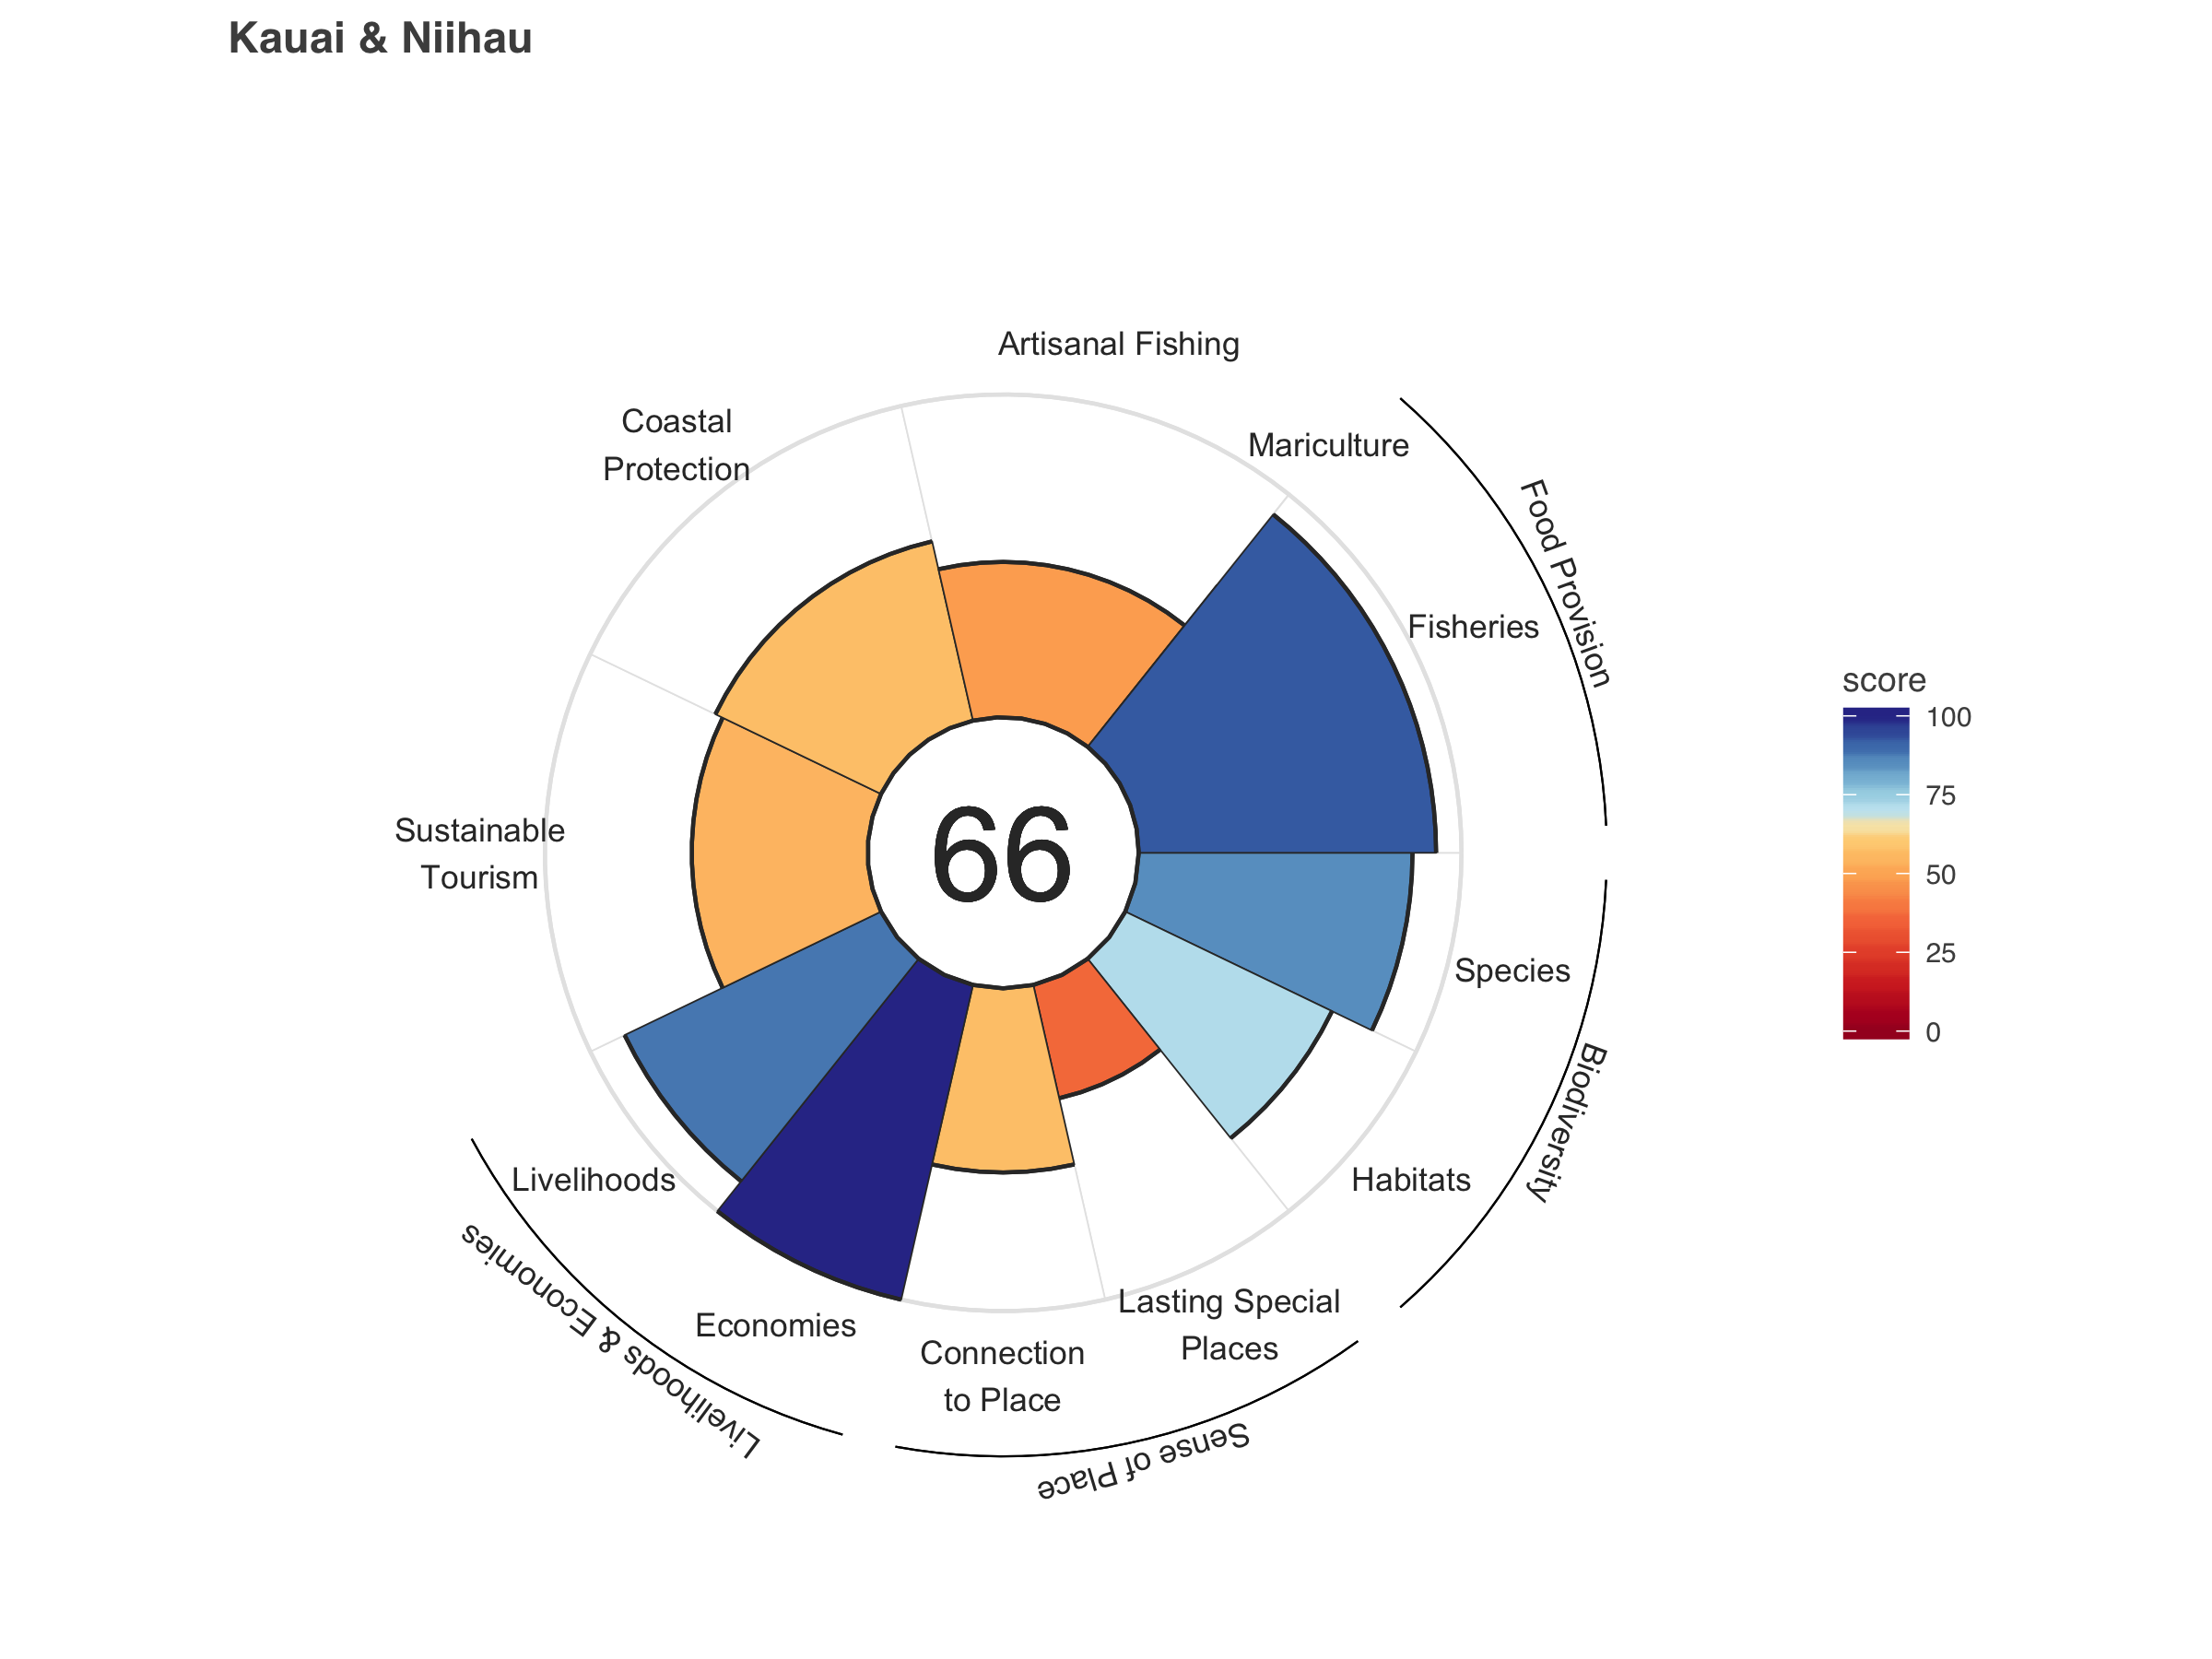 Kauai & Niihau
Artisanal Fishing
Coastal
Protection
Mariculture
Food Provision
Fisheries
score
100
75
50
25
0
66
Sustainable
Tourism
Species
Biodiversity
Livelihoods
Habitats
Livelihoods & Economies
Economies
Lasting Special
Places
Connection
to Place
Sense of Place